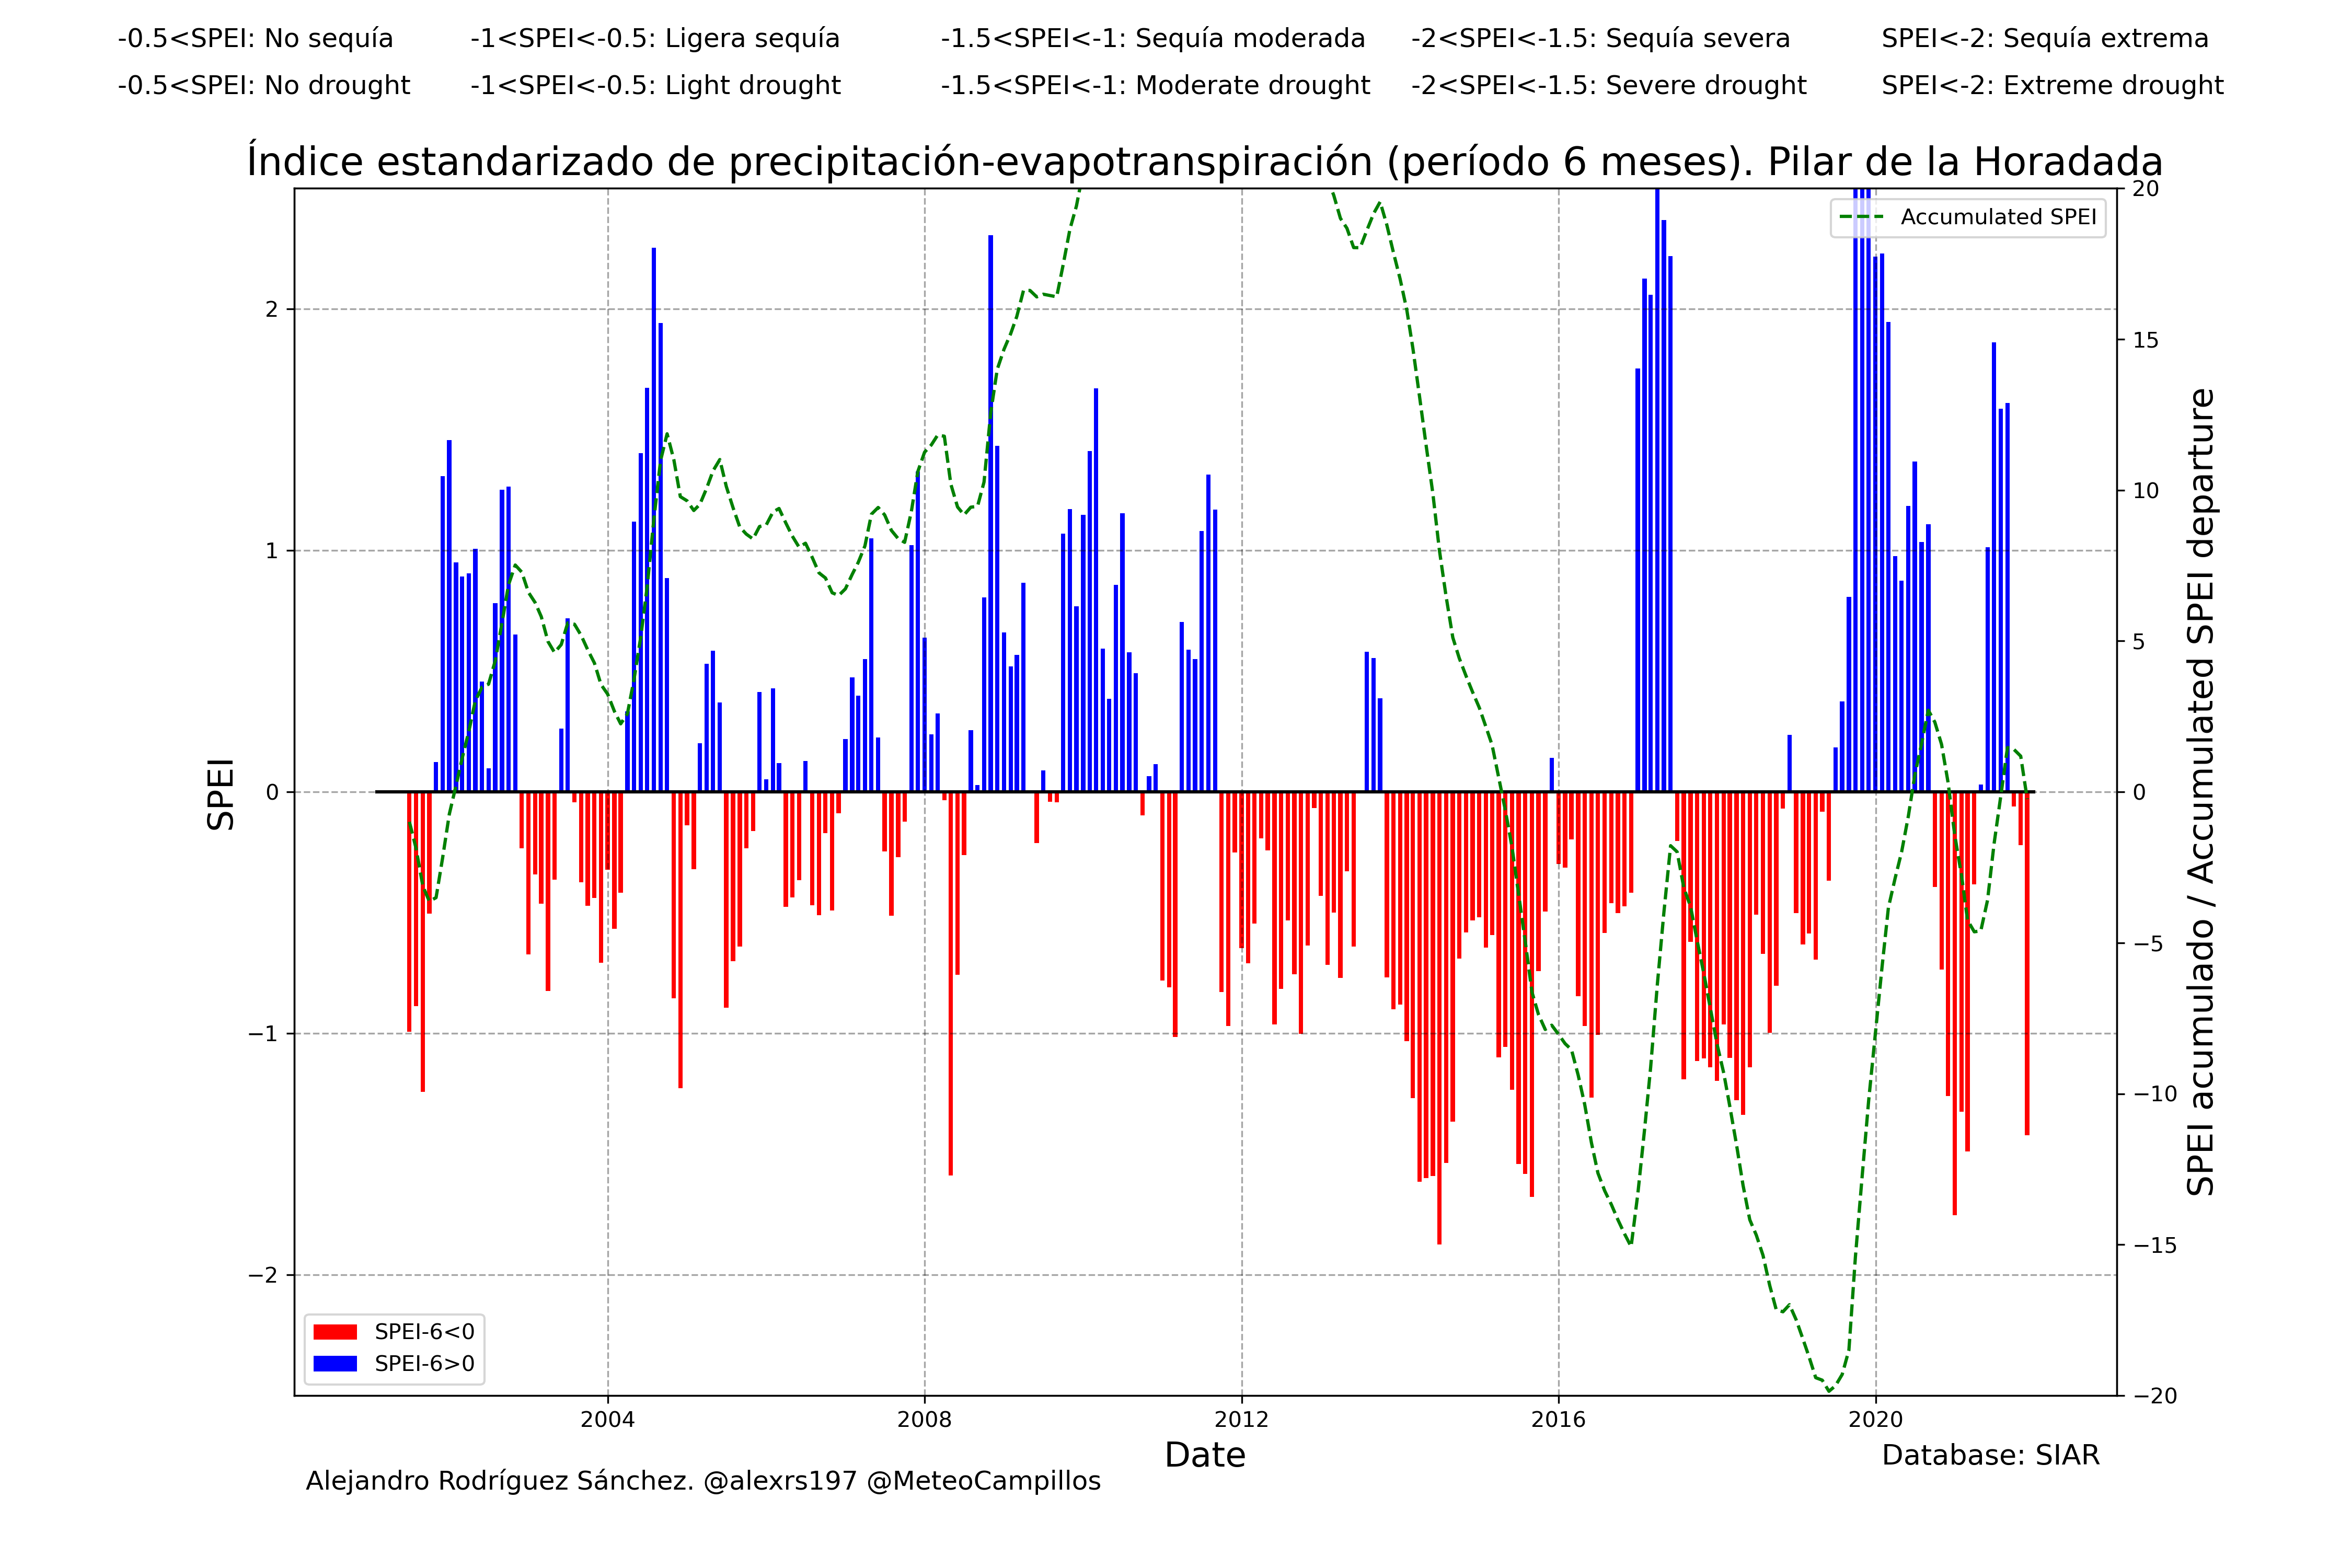 -0.5<SPEI: No sequía    -1<SPEI<-0.5: Ligera sequía    -1.5<SPEI<-1: Sequía moderada    -2<SPEI<-1.5: Sequía severa    SPEI<-2: Sequía extrema
-0.5<SPEI: No drought    -1<SPEI<-0.5: Light drought    -1.5<SPEI<-1: Moderate drought    -2<SPEI<-1.5: Severe drought    SPEI<-2: Extreme drought
Índice estandarizado de precipitación-evapotranspiración (período 6 meses). Pilar de la Horadada
SPEI
2
1
0
−1
−2
Accumulated SPEI
20
15
10
5
0
−5
−10
−15
−20
SPEI acumulado / Accumulated SPEI departure
SPEI-6<0
SPEI-6>0
2004    2008    2012    2016    2020
Date
Database: SIAR
Alejandro Rodríguez Sánchez. @alexrs197 @MeteoCampillos